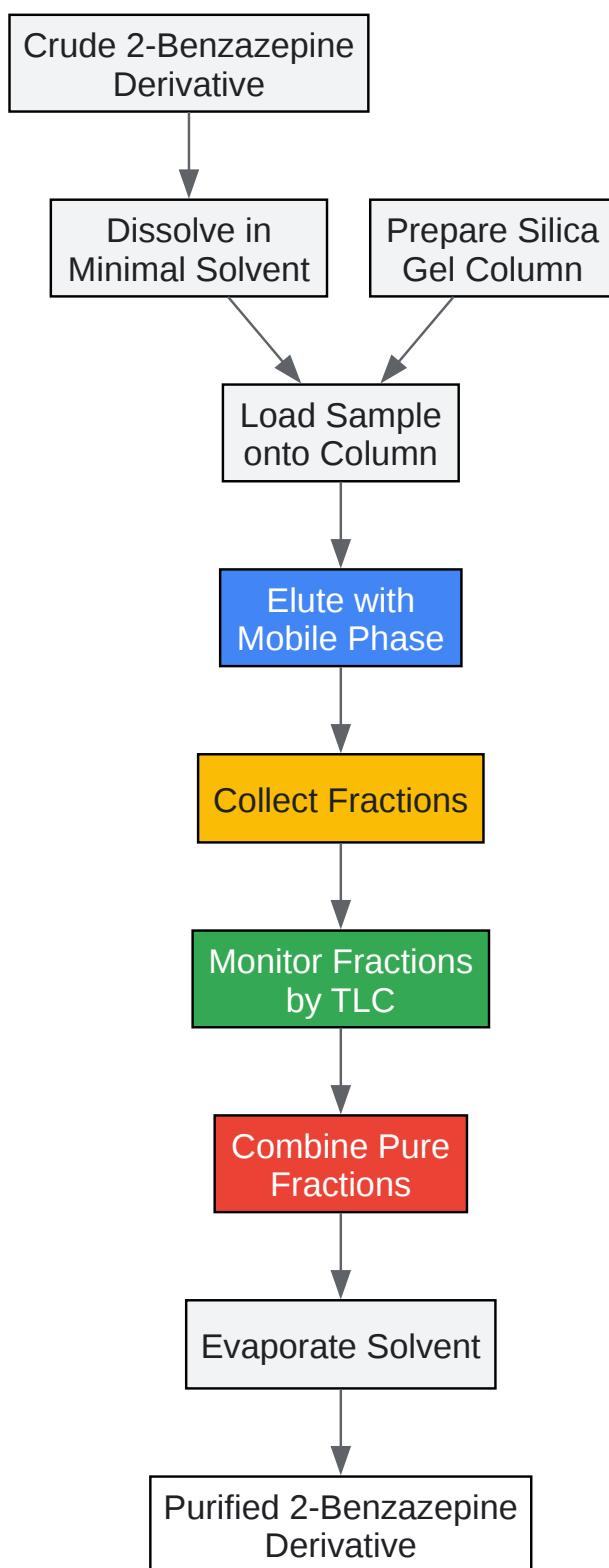 Crude 2-Benzazepine
Derivative
Dissolve in
Minimal Solvent
Prepare Silica
Gel Column
Load Sample
onto Column
Elute with
Mobile Phase
Collect Fractions
Monitor Fractions
by TLC
Combine Pure
Fractions
Evaporate Solvent
Purified 2-Benzazepine
Derivative